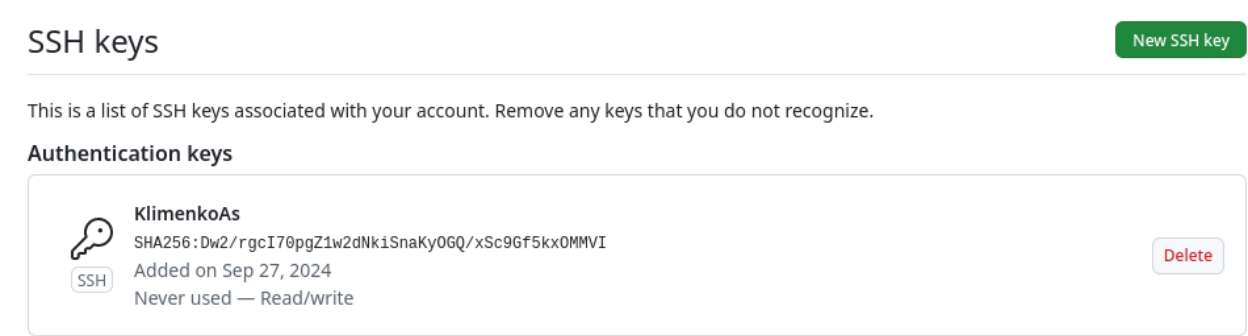 SSH keys
New SSH key
This is a list of SSH keys associated with your account. Remove any keys that you do not recognize.
Authentication keys
KlimenkoAs
SHA256:Dw2/rgcI70pgZ1w2dNkiSnaKyOGQ/xSc9Gf5kxOMMVI
Added on Sep 27, 2024
Never used — Read/write
SSH
Delete